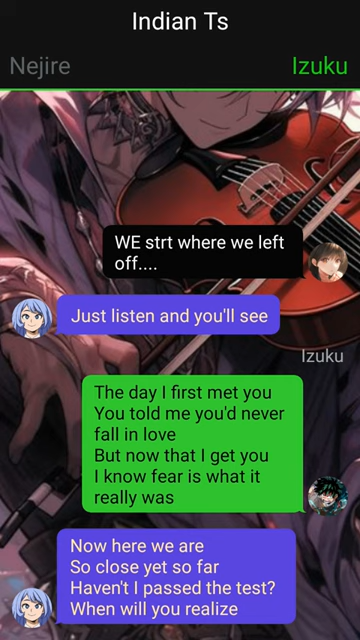 Indian Ts
Nejire
Izuku
WE strt where we left
off....
Just listen and you'll see
Izuku
The day I first met you
You told me you'd never
fall in love
But now that I get you
I know fear is what it
really was
Now here we are
So close yet so far
Haven't I passed the test?
When will you realize